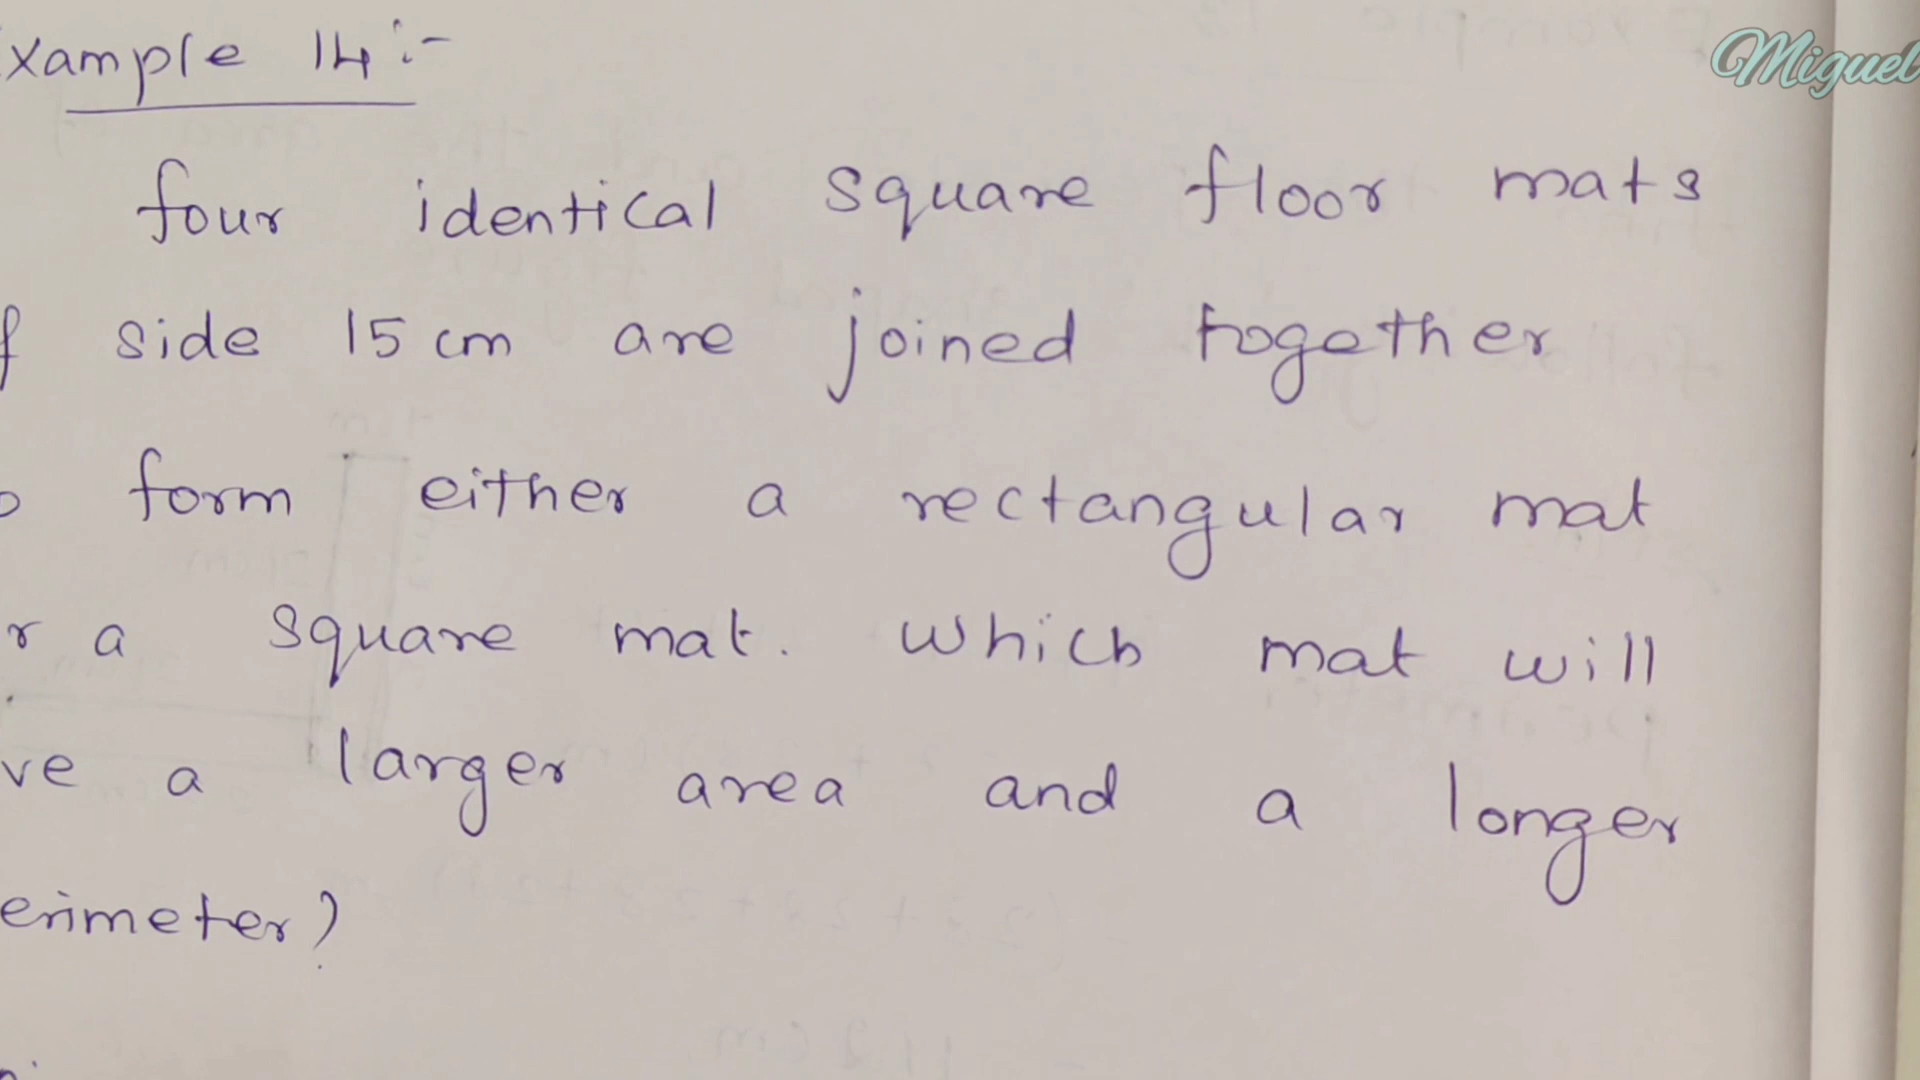 xample 14:-
Miguel
four identical square floor mats
f side 15 cm are joined together
o form either a rectangular mat
r a square mat. which mat will
ve a larger area and a longer
erimeter?